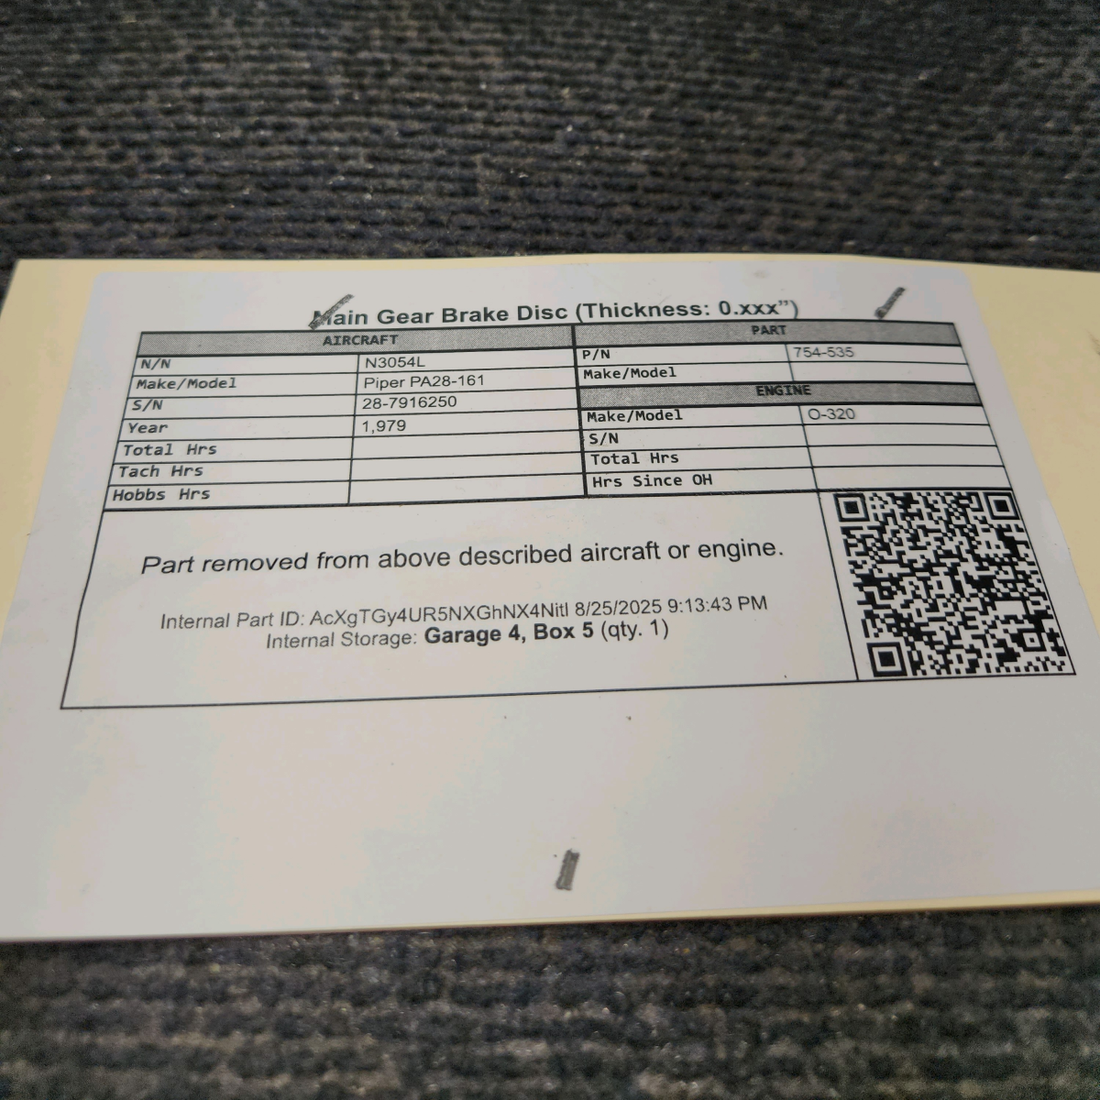 Main Gear Brake Disc (Thickness: 0.xxx")
AIRCRAFT
N/N N3054L
Make/Model Piper PA28-161
S/N 28-7916250
Year 1,979
Total Hrs
Tach Hrs
Hobbs Hrs
PART
P/N 754-535
Make/Model
ENGINE
Make/Model O-320
S/N
Total Hrs
Hrs Since OH
Part removed from above described aircraft or engine.
Internal Part ID: AcXgTGy4UR5NXGhNX4Nitl 8/25/2025 9:13:43 PM
Internal Storage: Garage 4, Box 5 (qty. 1)